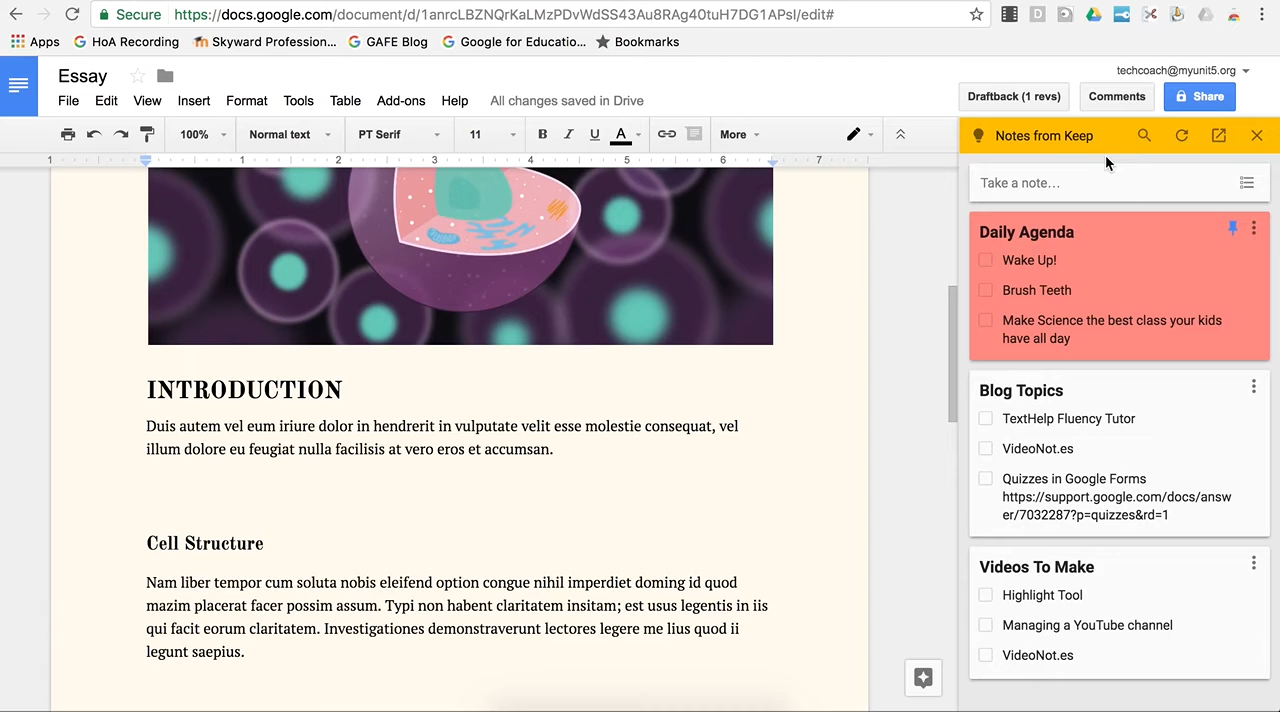 Secure https://docs.google.com/document/d/1anrcLBZNQrKaLMzPDvWdSS43Au8RAg40tuH7DG1APsI/edit#
Apps HoA Recording Skyward Profession... GAFE Blog Google for Educatio... Bookmarks
Essay
techcoach@myunit5.org
File Edit View Insert Format Tools Table Add-ons Help All changes saved in Drive
Draftback (1 revs) Comments Share
100% Normal text PT Serif 11 B I U A More
1 1 2 3 4 5 6 7
Notes from Keep
Take a note...
Daily Agenda
Wake Up!
Brush Teeth
Make Science the best class your kids
have all day
Blog Topics
TextHelp Fluency Tutor
VideoNot.es
Quizzes in Google Forms
https://support.google.com/docs/answ
er/7032287?p=quizzes&rd=1
Videos To Make
Highlight Tool
Managing a YouTube channel
VideoNot.es
INTRODUCTION
Duis autem vel eum iriure dolor in hendrerit in vulputate velit esse molestie consequat, vel
illum dolore eu feugiat nulla facilisis at vero eros et accumsan.
Cell Structure
Nam liber tempor cum soluta nobis eleifend option congue nihil imperdiet doming id quod
mazim placerat facer possim assum. Typi non habent claritatem insitam; est usus legentis in iis
qui facit eorum claritatem. Investigationes demonstraverunt lectores legere me lius quod ii
legunt saepius.